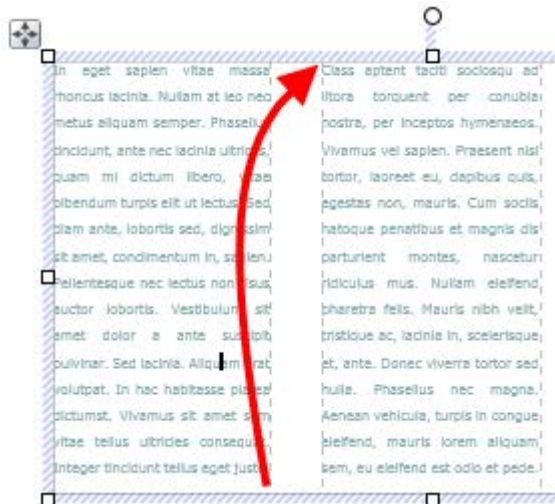 In eget sapien vitae massa
rhoncus lacinia. Nullam at leo nec
metus aliquam semper. Phasellus
tincidunt, ante nec lacinia ultrices,
quam mi dictum libero, vitae
bibendum turpis elit ut lectus. Sed
diam ante, lobortis sed, dignissim
sit amet, condimentum in, sapien.
Pellentesque nec lectus non risus
auctor lobortis. Vestibulum sit
amet dolor a ante suscipit
pulvinar. Sed lacinia. Aliquam erat
volutpat. In hac habitasse platea
dictumst. Vivamus sit amet sem
vitae tellus ultricies consequat.
Integer tincidunt tellus eget justo.
Class aptent taciti sociosqu ad
litora torquent per conubia
nostra, per inceptos hymenaeos.
Vivamus vel sapien. Praesent nisl
tortor, laoreet eu, dapibus quis,
egestas non, mauris. Cum sociis
natoque penatibus et magnis dis
parturient montes, nascetur
ridiculus mus. Nullam eleifend
pharetra felis. Mauris nibh velit,
tristique ac, lacinia in, scelerisque
et, ante. Donec viverra tortor sed
nulla. Phasellus nec magna.
Aenean vehicula, turpis in congue
eleifend, mauris lorem aliquam
sem, eu eleifend est odio et pede.